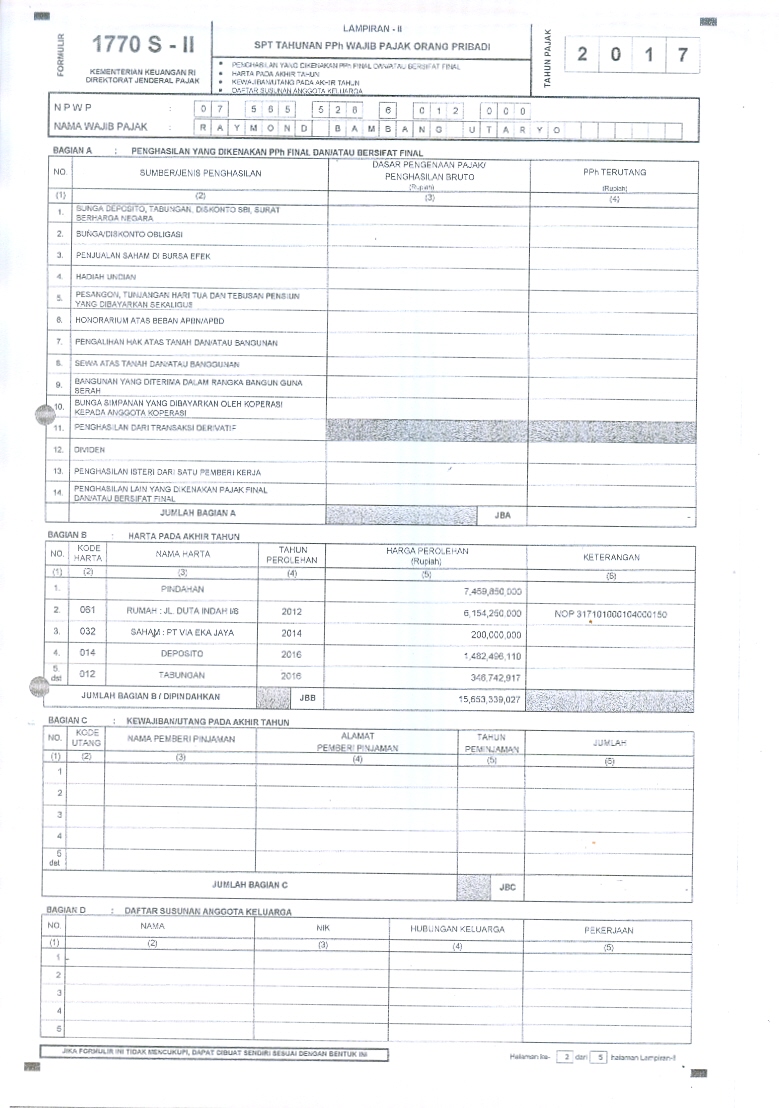 LAMPIRAN - II
FORMULIR
1770 S - II
SPT TAHUNAN PPh WAJIB PAJAK ORANG PRIBADI
KEMENTERIAN KEUANGAN RI
DIREKTORAT JENDERAL PAJAK
• PENGHASILAN YANG DIKENAKAN PPh FINAL DAN/ATAU BERSIFAT FINAL
• HARTA PADA AKHIR TAHUN
• KEWAJIBAN/UTANG PADA AKHIR TAHUN
• DAFTAR SUSUNAN ANGGOTA KELUARGA
TAHUN PAJAK
2 0 1 7
NPWP : 07 565 526 6 012 000
NAMA WAJIB PAJAK : RAYMOND BAMBANG UTARYO
BAGIAN A : PENGHASILAN YANG DIKENAKAN PPh FINAL DAN/ATAU BERSIFAT FINAL
NO. SUMBER/JENIS PENGHASILAN DASAR PENGENAAN PAJAK/ PENGHASILAN BRUTO (Rupiah) PPh TERUTANG (Rupiah)
(1) (2) (3) (4)
1. BUNGA DEPOSITO, TABUNGAN, DISKONTO SBI, SURAT
BERHARGA NEGARA
2. BUNGA/DISKONTO OBLIGASI
3. PENJUALAN SAHAM DI BURSA EFEK
4. HADIAH UNDIAN
5. PESANGON, TUNJANGAN HARI TUA DAN TEBUSAN PENSIUN
YANG DIBAYARKAN SEKALIGUS
6. HONORARIUM ATAS BEBAN APBN/APBD
7. PENGALIHAN HAK ATAS TANAH DAN/ATAU BANGUNAN
8. SEWA ATAS TANAH DAN/ATAU BANGGUNAN
9. BANGUNAN YANG DITERIMA DALAM RANGKA BANGUN GUNA
SERAH
10. BUNGA SIMPANAN YANG DIBAYARKAN OLEH KOPERASI
KEPADA ANGGOTA KOPERASI
11. PENGHASILAN DARI TRANSAKSI DERIVATIF
12. DIVIDEN
13. PENGHASILAN ISTERI DARI SATU PEMBERI KERJA
14. PENGHASILAN LAIN YANG DIKENAKAN PAJAK FINAL
DAN/ATAU BERSIFAT FINAL
JUMLAH BAGIAN A JBA -
BAGIAN B : HARTA PADA AKHIR TAHUN
NO. KODE HARTA NAMA HARTA TAHUN PEROLEHAN HARGA PEROLEHAN (Rupiah) KETERANGAN
(1) (2) (3) (4) (5) (6)
1. PINDAHAN 7,469,850,000
2. 061 RUMAH : JL. DUTA INDAH I/8 2012 6,154,250,000 NOP 317101000104000150
3. 032 SAHAM : PT VIA EKA JAYA 2014 200,000,000
4. 014 DEPOSITO 2016 1,482,496,110
5. dst 012 TABUNGAN 2016 346,742,917
JUMLAH BAGIAN B / DIPINDAHKAN JBB 15,653,339,027
BAGIAN C : KEWAJIBAN/UTANG PADA AKHIR TAHUN
NO. KODE UTANG NAMA PEMBERI PINJAMAN ALAMAT PEMBERI PINJAMAN TAHUN PEMINJAMAN JUMLAH
(1) (2) (3) (4) (5) (6)
1
2
3
4
5
dst
JUMLAH BAGIAN C JBC -
BAGIAN D : DAFTAR SUSUNAN ANGGOTA KELUARGA
NO. NAMA NIK HUBUNGAN KELUARGA PEKERJAAN
(1) (2) (3) (4) (5)
1 -
2
3
4
5
JIKA FORMULIR INI TIDAK MENCUKUPI, DAPAT DIBUAT SENDIRI SESUAI DENGAN BENTUK INI
Halaman ke- 2 dari 5 halaman Lampiran-II